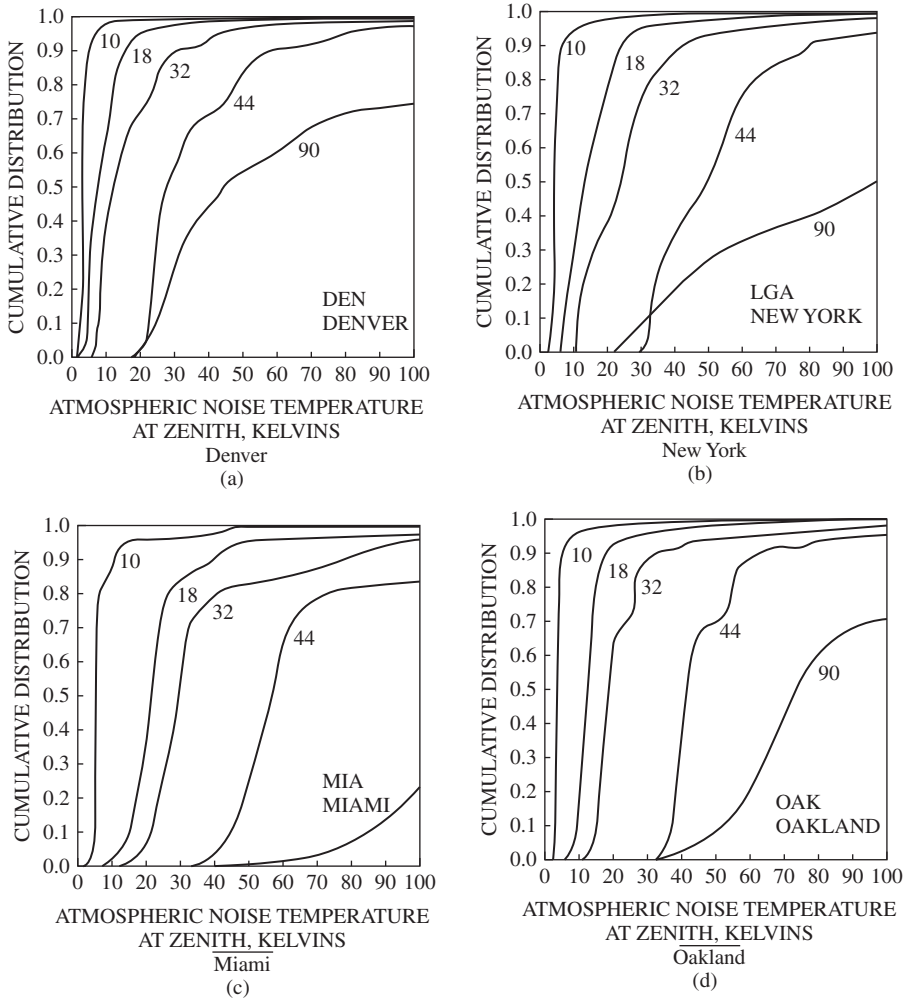 CUMULATIVE DISTRIBUTION
1.0
0.9
0.8
0.7
0.6
0.5
0.4
0.3
0.2
0.1
0.0
10
18
32
44
90
DEN
DENVER
0 10 20 30 40 50 60 70 80 90 100
ATMOSPHERIC NOISE TEMPERATURE
AT ZENITH, KELVINS
Denver
(a)
CUMULATIVE DISTRIBUTION
1.0
0.9
0.8
0.7
0.6
0.5
0.4
0.3
0.2
0.1
0.0
10
18
32
44
90
LGA
NEW YORK
0 10 20 30 40 50 60 70 80 90 100
ATMOSPHERIC NOISE TEMPERATURE
AT ZENITH, KELVINS
New York
(b)
CUMULATIVE DISTRIBUTION
1.0
0.9
0.8
0.7
0.6
0.5
0.4
0.3
0.2
0.1
0.0
10
18
32
44
MIA
MIAMI
0 10 20 30 40 50 60 70 80 90 100
ATMOSPHERIC NOISE TEMPERATURE
AT ZENITH, KELVINS
Miami
(c)
CUMULATIVE DISTRIBUTION
1.0
0.9
0.8
0.7
0.6
0.5
0.4
0.3
0.2
0.1
0.0
10
18
32
44
90
OAK
OAKLAND
0 10 20 30 40 50 60 70 80 90 100
ATMOSPHERIC NOISE TEMPERATURE
AT ZENITH, KELVINS
Oakland
(d)